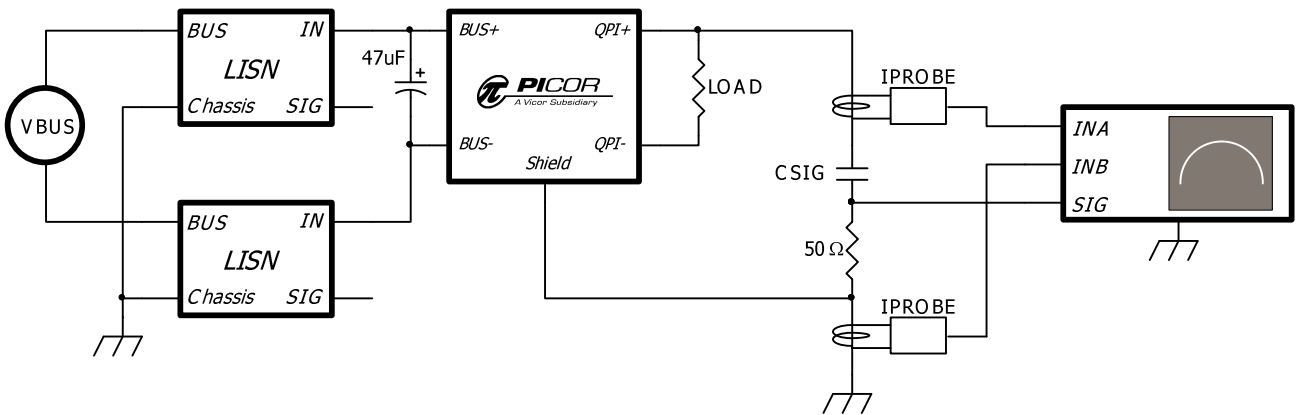 VBUS
BUS IN
LISN
Chassis SIG
47uF
+
BUS+ QPI+
π PICOR
A Vicor Subsidiary
BUS- QPI-
Shield
LOAD
BUS IN
LISN
Chassis SIG
IPROBE
CSIG
50 Ω
IPROBE
INA
INB
SIG